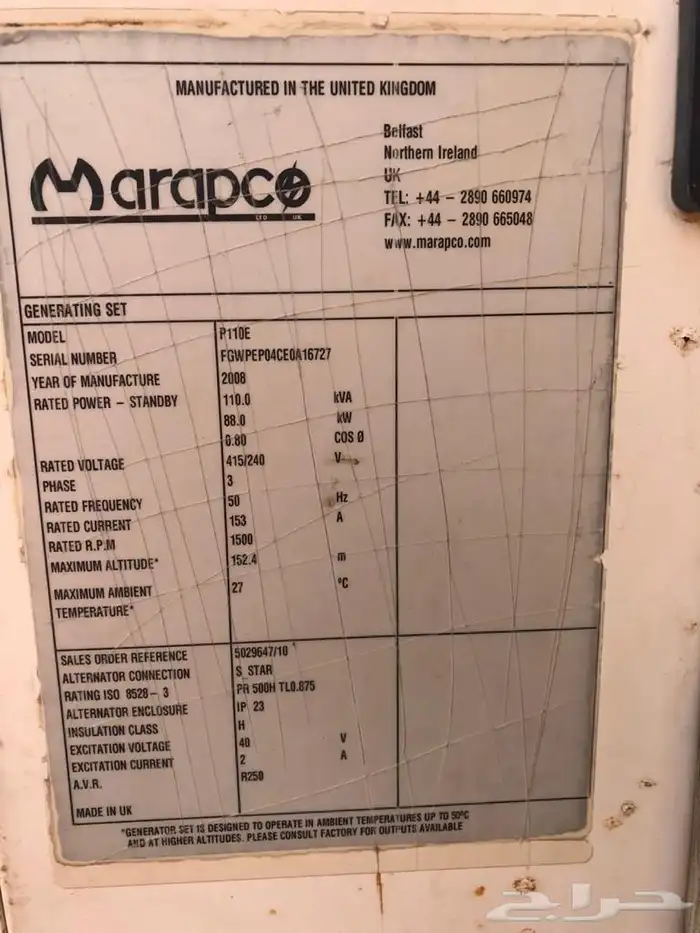 MANUFACTURED IN THE UNITED KINGDOM
Marapco
LTD UK
Belfast
Northern Ireland
UK
TEL: +44 – 2890 660974
FAX: +44 – 2890 665048
www.marapco.com
GENERATING SET
MODEL P110E
SERIAL NUMBER FGWPEP04CE0A16727
YEAR OF MANUFACTURE 2008
RATED POWER – STANDBY 110.0 kVA
88.0 kW
0.80 COS Ø
RATED VOLTAGE 415/240 V
PHASE 3
RATED FREQUENCY 50 Hz
RATED CURRENT 153 A
RATED R.P.M 1500
MAXIMUM ALTITUDE* 152.4 m
MAXIMUM AMBIENT 27 ºC
TEMPERATURE*
SALES ORDER REFERENCE 5029647/10
ALTERNATOR CONNECTION S_STAR
RATING ISO 8528 – 3 PR 500H TL0.875
ALTERNATOR ENCLOSURE IP 23
INSULATION CLASS H
EXCITATION VOLTAGE 40 V
EXCITATION CURRENT 2 A
A.V.R. R250
MADE IN UK
*GENERATOR SET IS DESIGNED TO OPERATE IN AMBIENT TEMPERATURES UP TO 50ºC
AND AT HIGHER ALTITUDES. PLEASE CONSULT FACTORY FOR OUTPUTS AVAILABLE
حراج